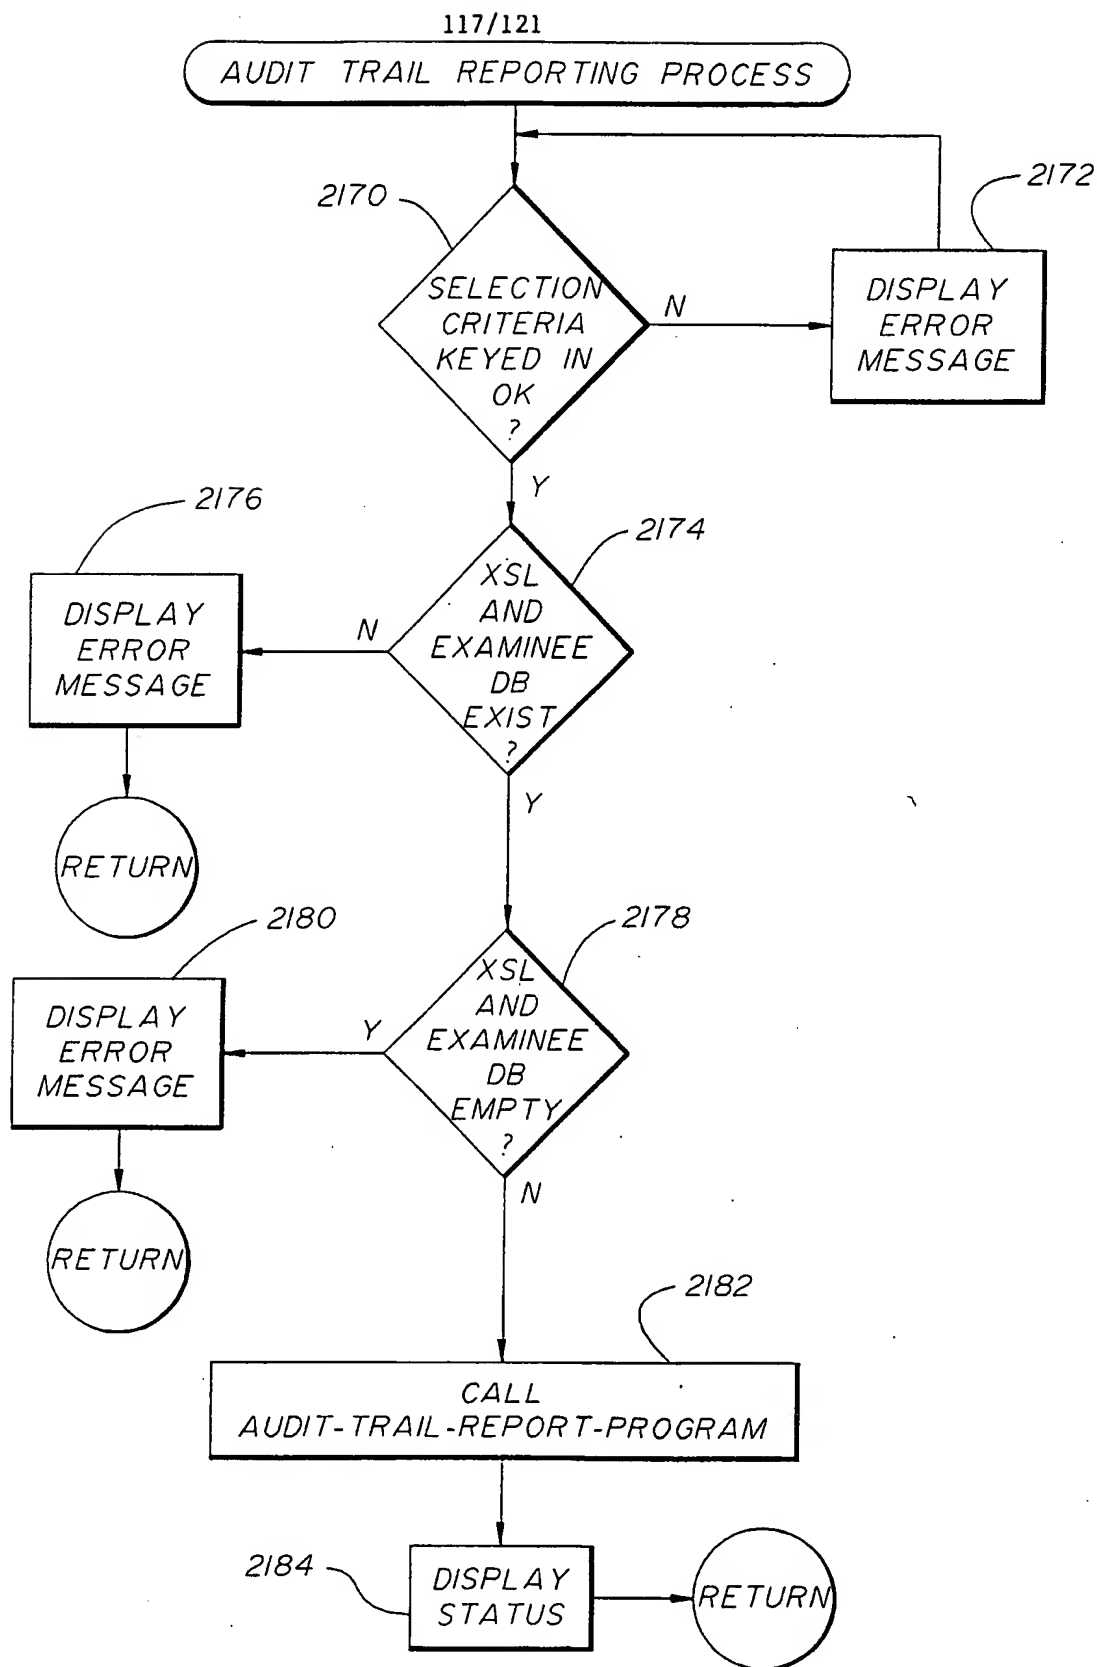 117/121
AUDIT TRAIL REPORTING PROCESS
2170
2172
SELECTION
CRITERIA
KEYED IN
OK
?
N
DISPLAY
ERROR
MESSAGE
Y
2176
2174
DISPLAY
ERROR
MESSAGE
N
XSL
AND
EXAMINEE
DB
EXIST
?
Y
RETURN
2180
2178
DISPLAY
ERROR
MESSAGE
Y
XSL
AND
EXAMINEE
DB
EMPTY
?
N
RETURN
2182
CALL
AUDIT-TRAIL-REPORT-PROGRAM
2184
DISPLAY
STATUS
RETURN